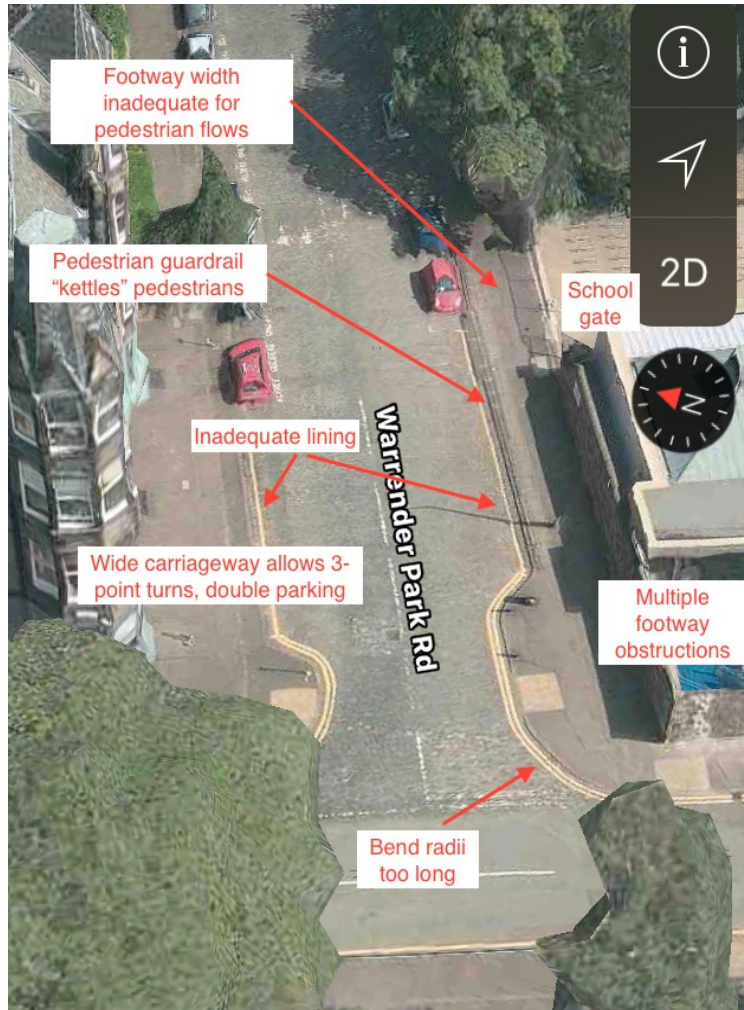 Footway width
inadequate for
pedestrian flows
Pedestrian guardrail
“kettles” pedestrians
School
gate
2D
N
Inadequate lining
Warrender Park Rd
Wide carriageway allows 3-
point turns, double parking
Multiple
footway
obstructions
Bend radii
too long